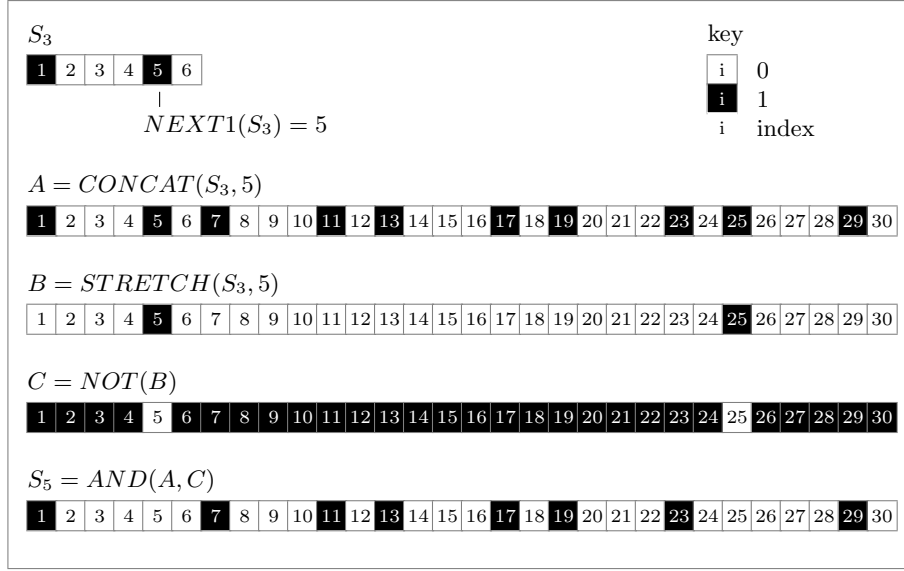 S₃
1 2 3 4 5 6
NEXT1(S₃) = 5
key
i 0
i 1
i index
A = CONCAT(S₃, 5)
1 2 3 4 5 6 7 8 9 10 11 12 13 14 15 16 17 18 19 20 21 22 23 24 25 26 27 28 29 30
B = STRETCH(S₃, 5)
1 2 3 4 5 6 7 8 9 10 11 12 13 14 15 16 17 18 19 20 21 22 23 24 25 26 27 28 29 30
C = NOT(B)
1 2 3 4 5 6 7 8 9 10 11 12 13 14 15 16 17 18 19 20 21 22 23 24 25 26 27 28 29 30
S₅ = AND(A, C)
1 2 3 4 5 6 7 8 9 10 11 12 13 14 15 16 17 18 19 20 21 22 23 24 25 26 27 28 29 30